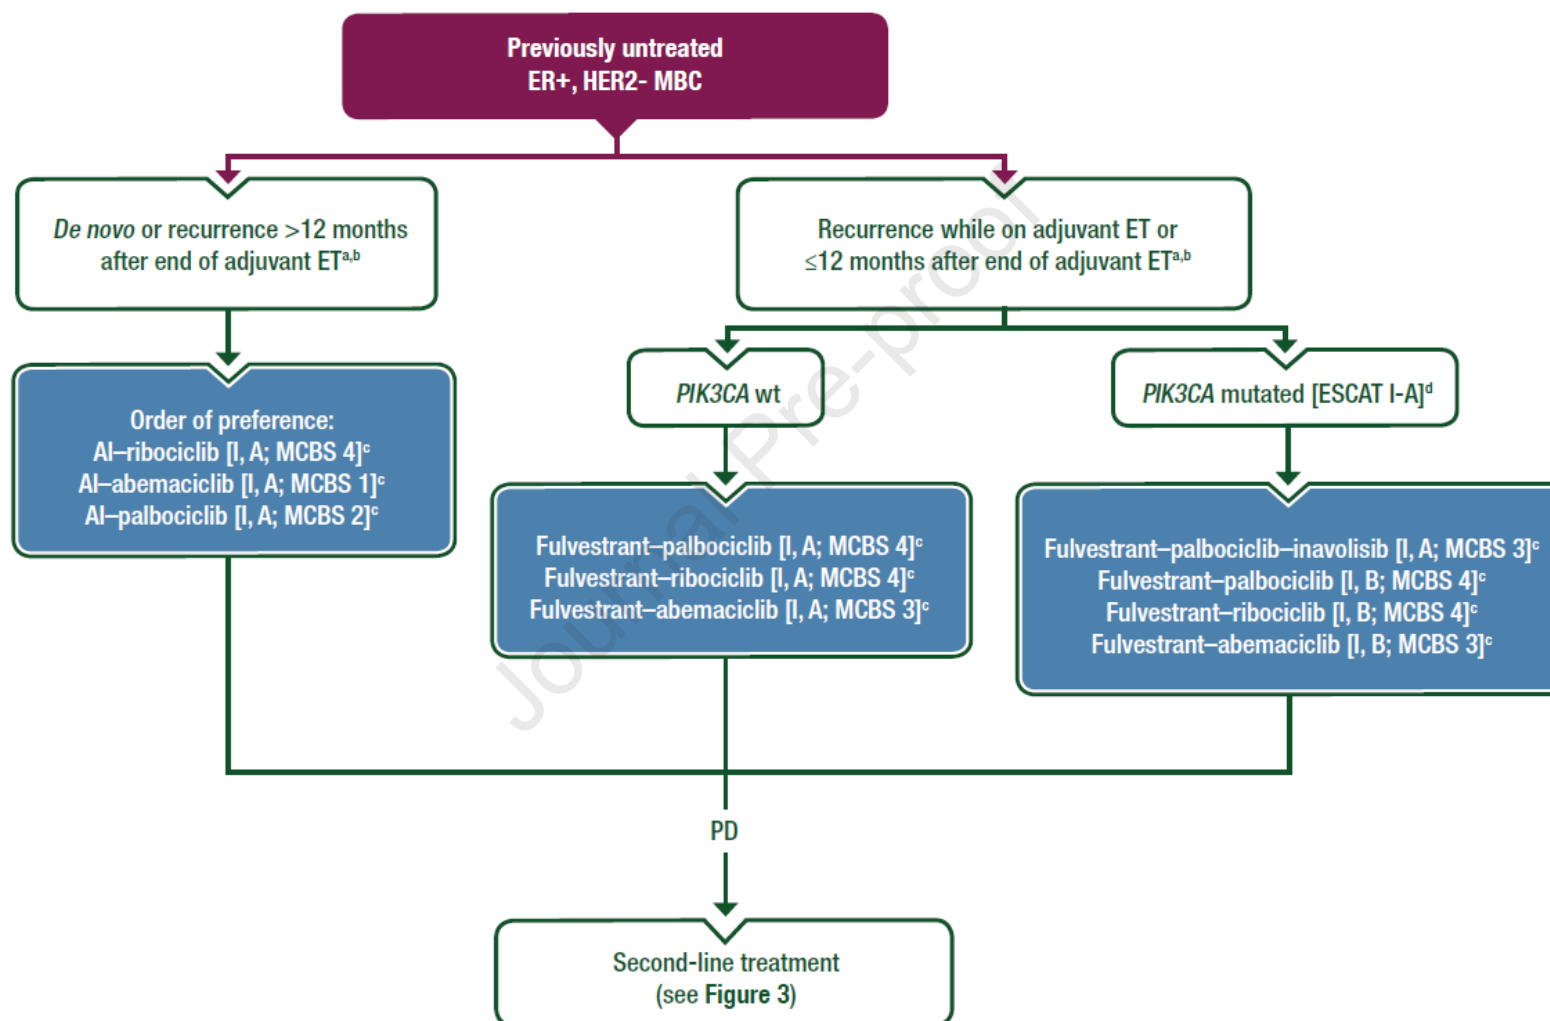 Previously untreated
ER+, HER2- MBC
De novo or recurrence >12 months
after end of adjuvant ETa,b
Recurrence while on adjuvant ET or
≤12 months after end of adjuvant ETa,b
PIK3CA wt
PIK3CA mutated [ESCAT I-A]d
Order of preference:
AI–ribociclib [I, A; MCBS 4]c
AI–abemaciclib [I, A; MCBS 1]c
AI–palbociclib [I, A; MCBS 2]c
Fulvestrant–palbociclib [I, A; MCBS 4]c
Fulvestrant–ribociclib [I, A; MCBS 4]c
Fulvestrant–abemaciclib [I, A; MCBS 3]c
Fulvestrant–palbociclib–inavolisib [I, A; MCBS 3]c
Fulvestrant–palbociclib [I, B; MCBS 4]c
Fulvestrant–ribociclib [I, B; MCBS 4]c
Fulvestrant–abemaciclib [I, B; MCBS 3]c
PD
Second-line treatment
(see Figure 3)
Journal Pre-proof